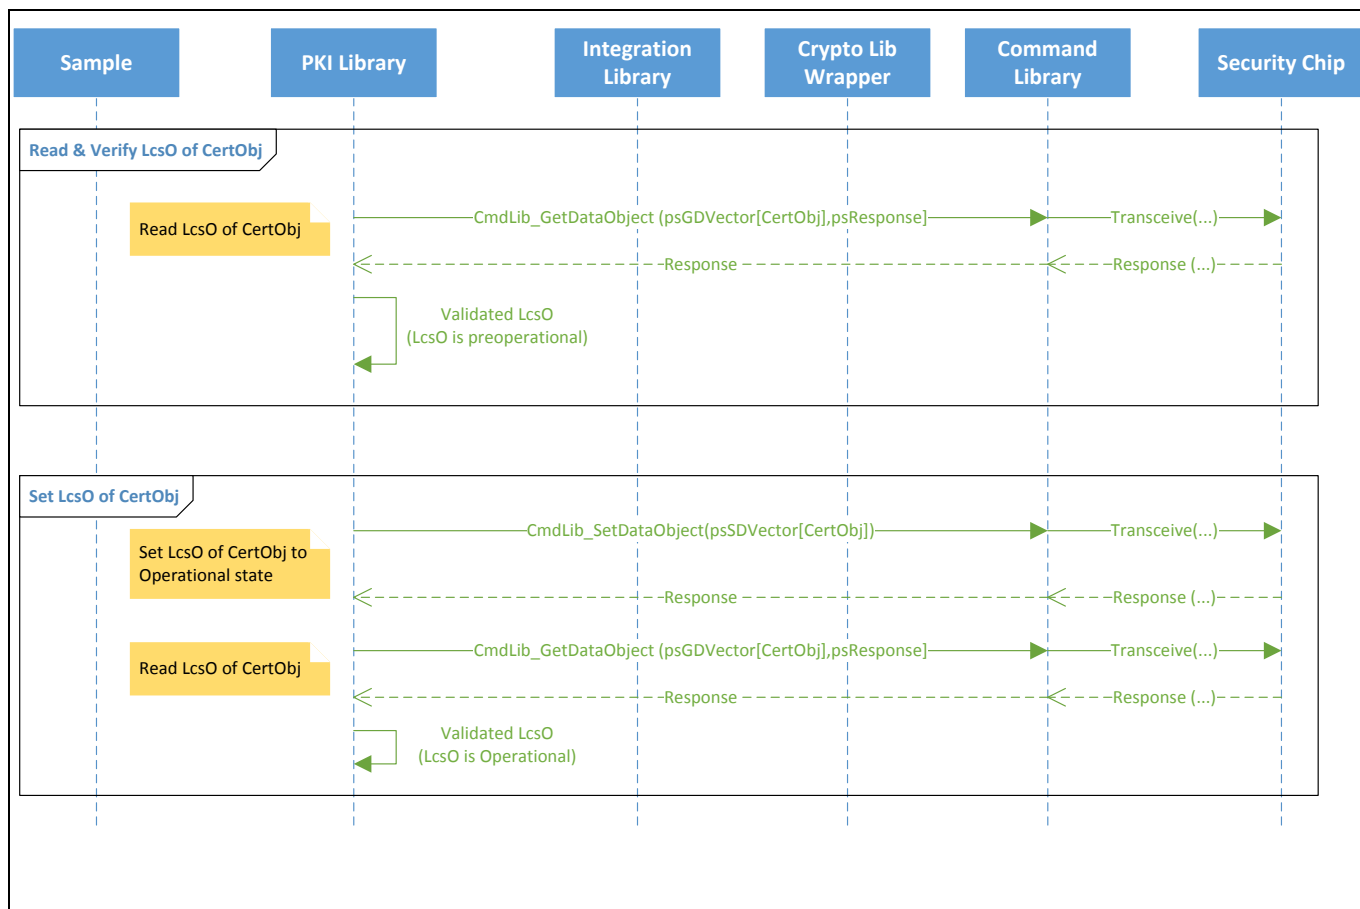 Sample
PKI Library
Integration
Library
Crypto Lib
Wrapper
Command
Library
Security Chip
Read & Verify LcsO of CertObj
Read LcsO of CertObj
CmdLib_GetDataObject (psGDVector[CertObj],psResponse]
Transceive(...)
Response
Response (...)
Validated LcsO
(LcsO is preoperational)
Set LcsO of CertObj
Set LcsO of CertObj to
Operational state
CmdLib_SetDataObject(psSDVector[CertObj])
Transceive(...)
Response
Response (...)
Read LcsO of CertObj
CmdLib_GetDataObject (psGDVector[CertObj],psResponse]
Transceive(...)
Response
Response (...)
Validated LcsO
(LcsO is Operational)